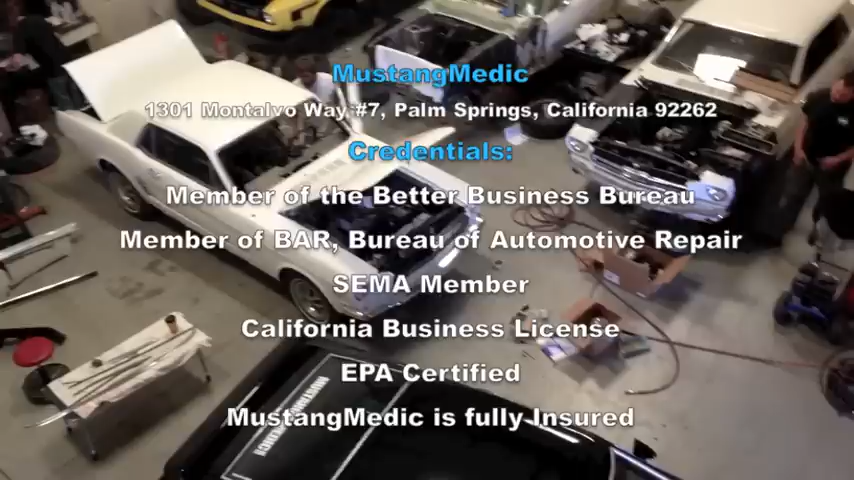 MustangMedic
1301 Montalvo Way #7, Palm Springs, California 92262
Credentials:
Member of the Better Business Bureau
Member of BAR, Bureau of Automotive Repair
SEMA Member
California Business License
EPA Certified
MustangMedic is fully Insured